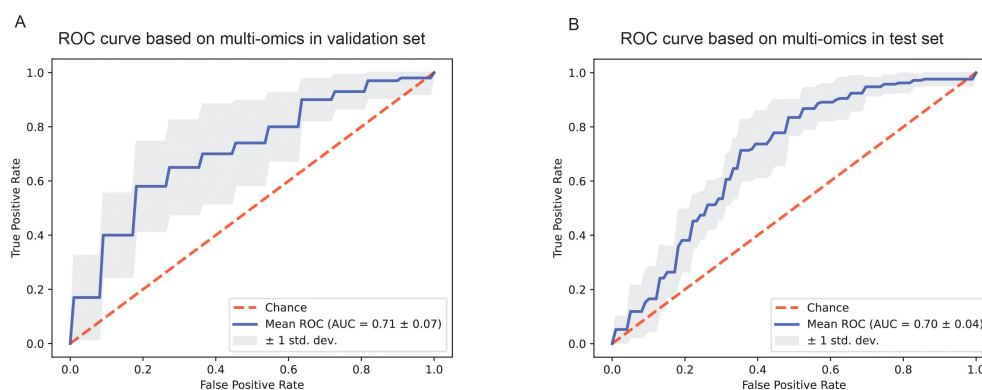 A
ROC curve based on multi-omics in validation set
1.0
0.8
0.6
0.4
0.2
0.0
True Positive Rate
0.0 0.2 0.4 0.6 0.8 1.0
False Positive Rate
Chance
Mean ROC (AUC = 0.71 ± 0.07)
± 1 std. dev.
B
ROC curve based on multi-omics in test set
1.0
0.8
0.6
0.4
0.2
0.0
True Positive Rate
0.0 0.2 0.4 0.6 0.8 1.0
False Positive Rate
Chance
Mean ROC (AUC = 0.70 ± 0.04)
± 1 std. dev.